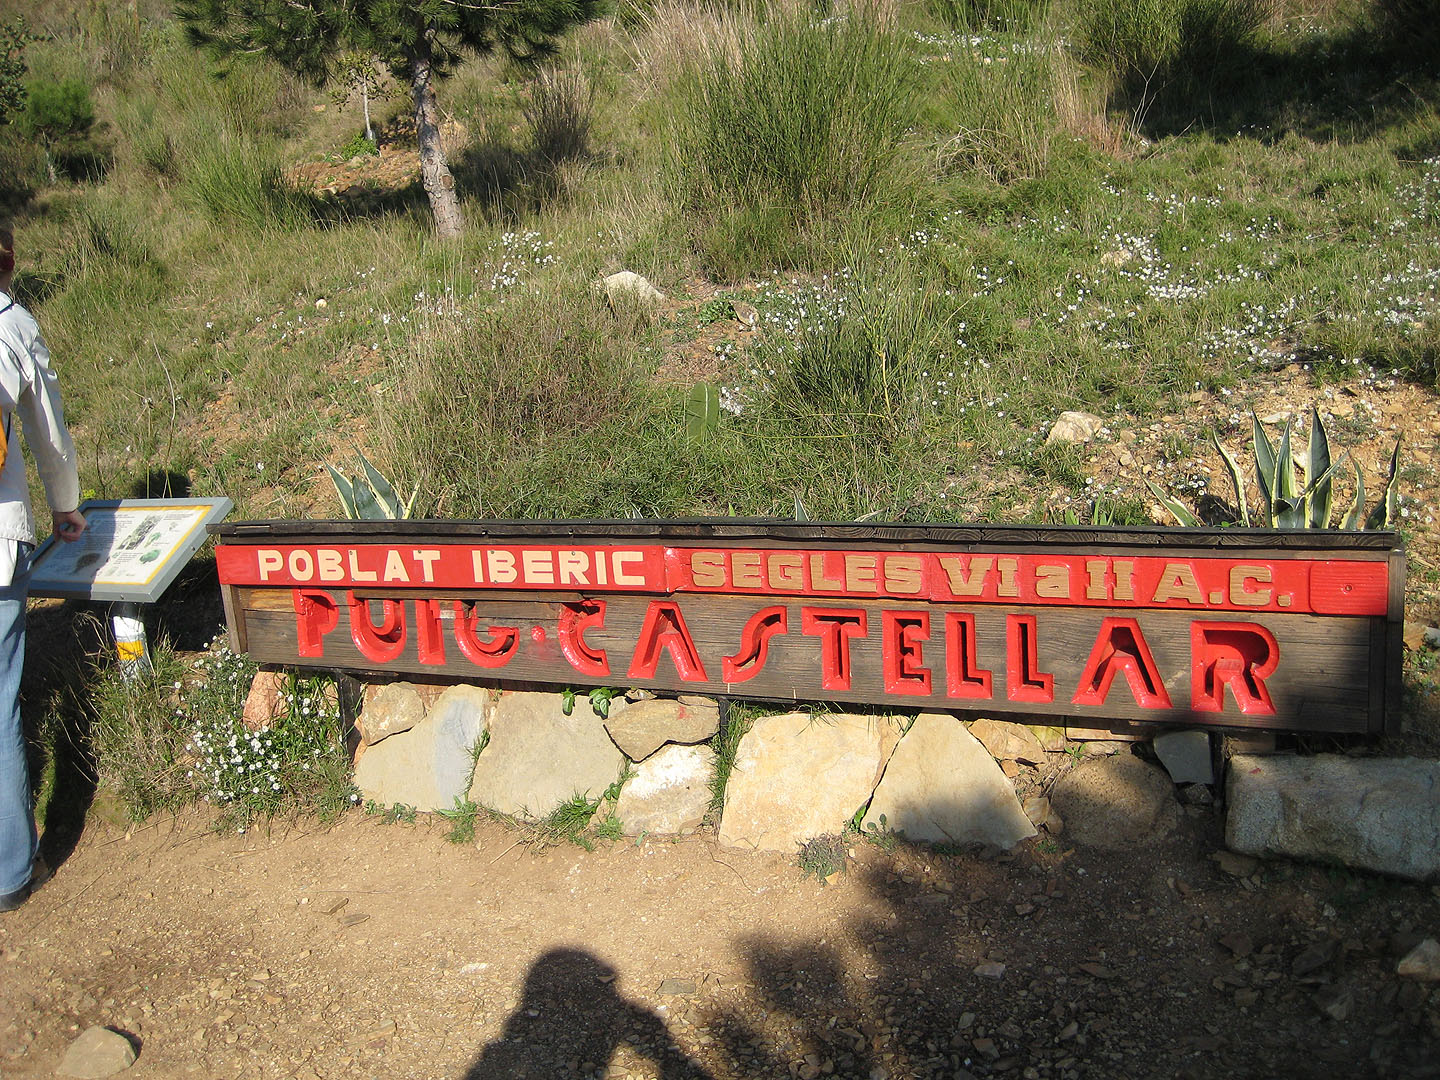 POBLAT IBERIC SEGLES VI a II A.C.
PUIG·CASTELLAR